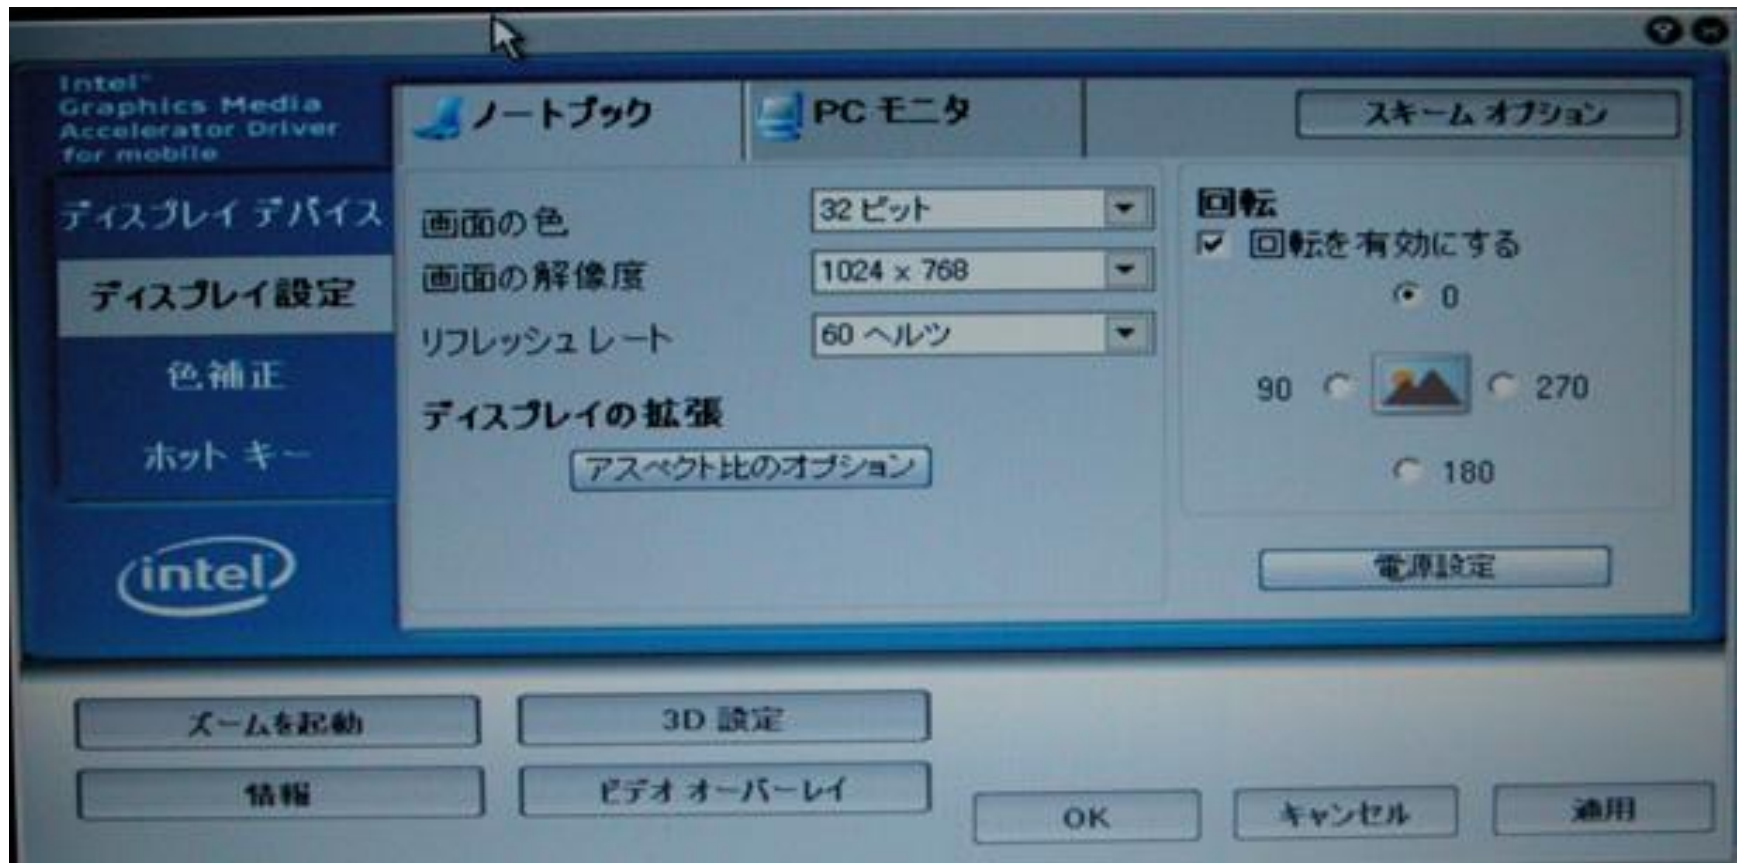 Intel®
Graphics Media
Accelerator Driver
for mobile
ノートブック
PC モニタ
スキーム オプション
ディスプレイ デバイス
ディスプレイ設定
色補正
ホット キー
画面の色
32 ビット
画面の解像度
1024 × 768
リフレッシュ レート
60 ヘルツ
ディスプレイの拡張
アスペクト比のオプション
回転
回転を有効にする
0
90
270
180
電源設定
intel
ズームを起動
3D 設定
情報
ビデオ オーバーレイ
OK
キャンセル
適用